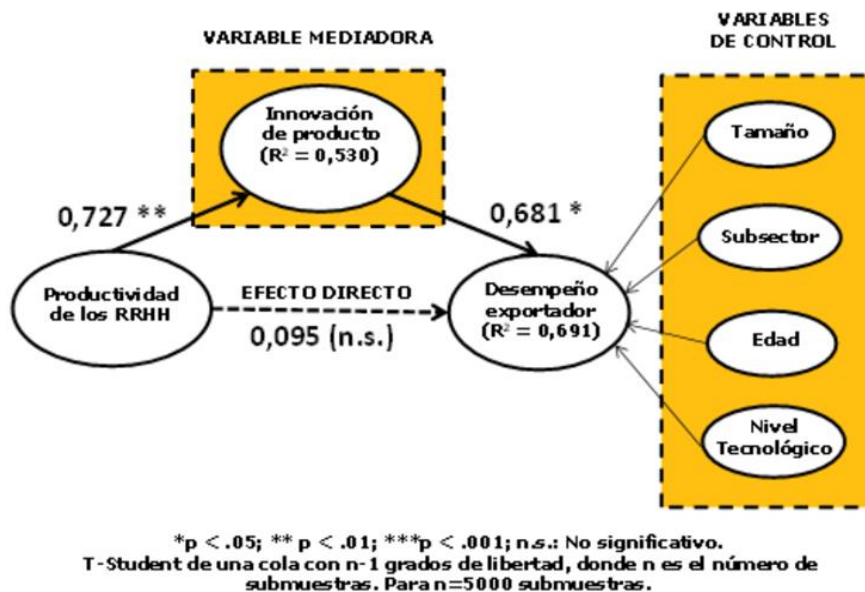 VARIABLE MEDIADORA
VARIABLES
DE CONTROL
Innovación
de producto
(R² = 0,530)
Tamaño
0,727 **
0,681 *
Subsector
Productividad
de los RRHH
EFECTO DIRECTO
0,095 (n.s.)
Desempeño
exportador
(R² = 0,691)
Edad
Nivel
Tecnológico
*p < .05; ** p < .01; ***p < .001; n.s.: No significativo.
T-Student de una cola con n-1 grados de libertad, donde n es el número de
submuestras. Para n=5000 submuestras.